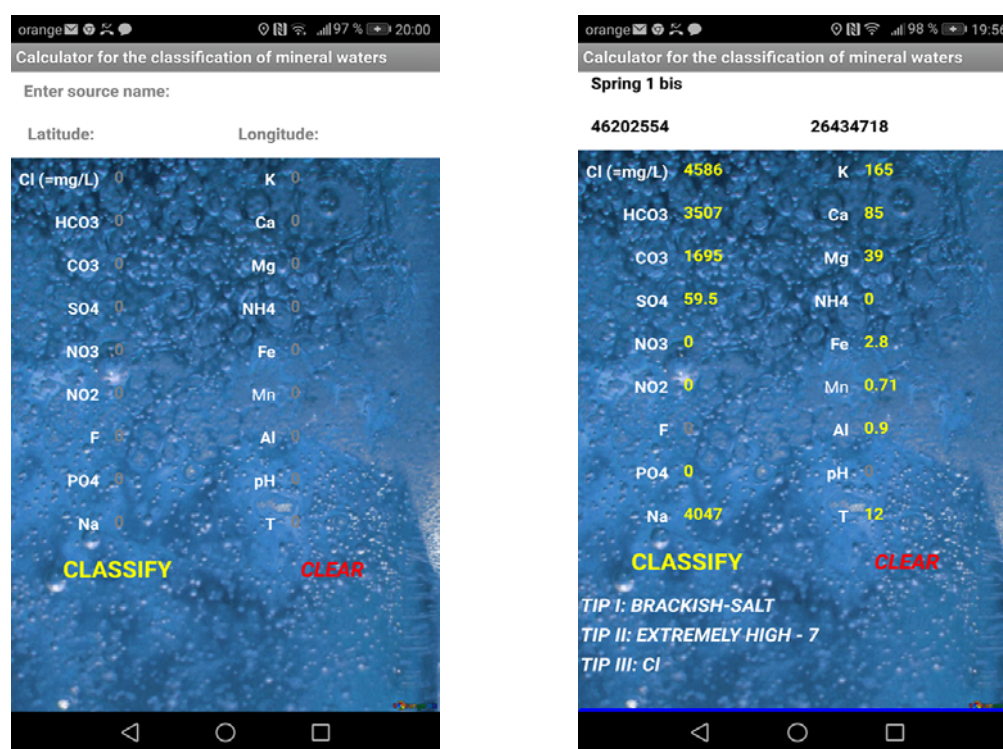 orange 97 % 20:00
Calculator for the classification of mineral waters
Enter source name:
Latitude: Longitude:
Cl (=mg/L) 0 K 0
HCO3 0 Ca 0
CO3 0 Mg 0
SO4 0 NH4 0
NO3 0 Fe 0
NO2 0 Mn 0
F 0 Al 0
PO4 0 pH 0
Na 0 T 0
CLASSIFY CLEAR
orange 98 % 19:56
Calculator for the classification of mineral waters
Spring 1 bis
46202554 26434718
Cl (=mg/L) 4586 K 165
HCO3 3507 Ca 85
CO3 1695 Mg 39
SO4 59.5 NH4 0
NO3 0 Fe 2.8
NO2 0 Mn 0.71
F 0 Al 0.9
PO4 0 pH 0
Na 4047 T 12
CLASSIFY CLEAR
TIP I: BRACKISH-SALT
TIP II: EXTREMELY HIGH - 7
TIP III: Cl